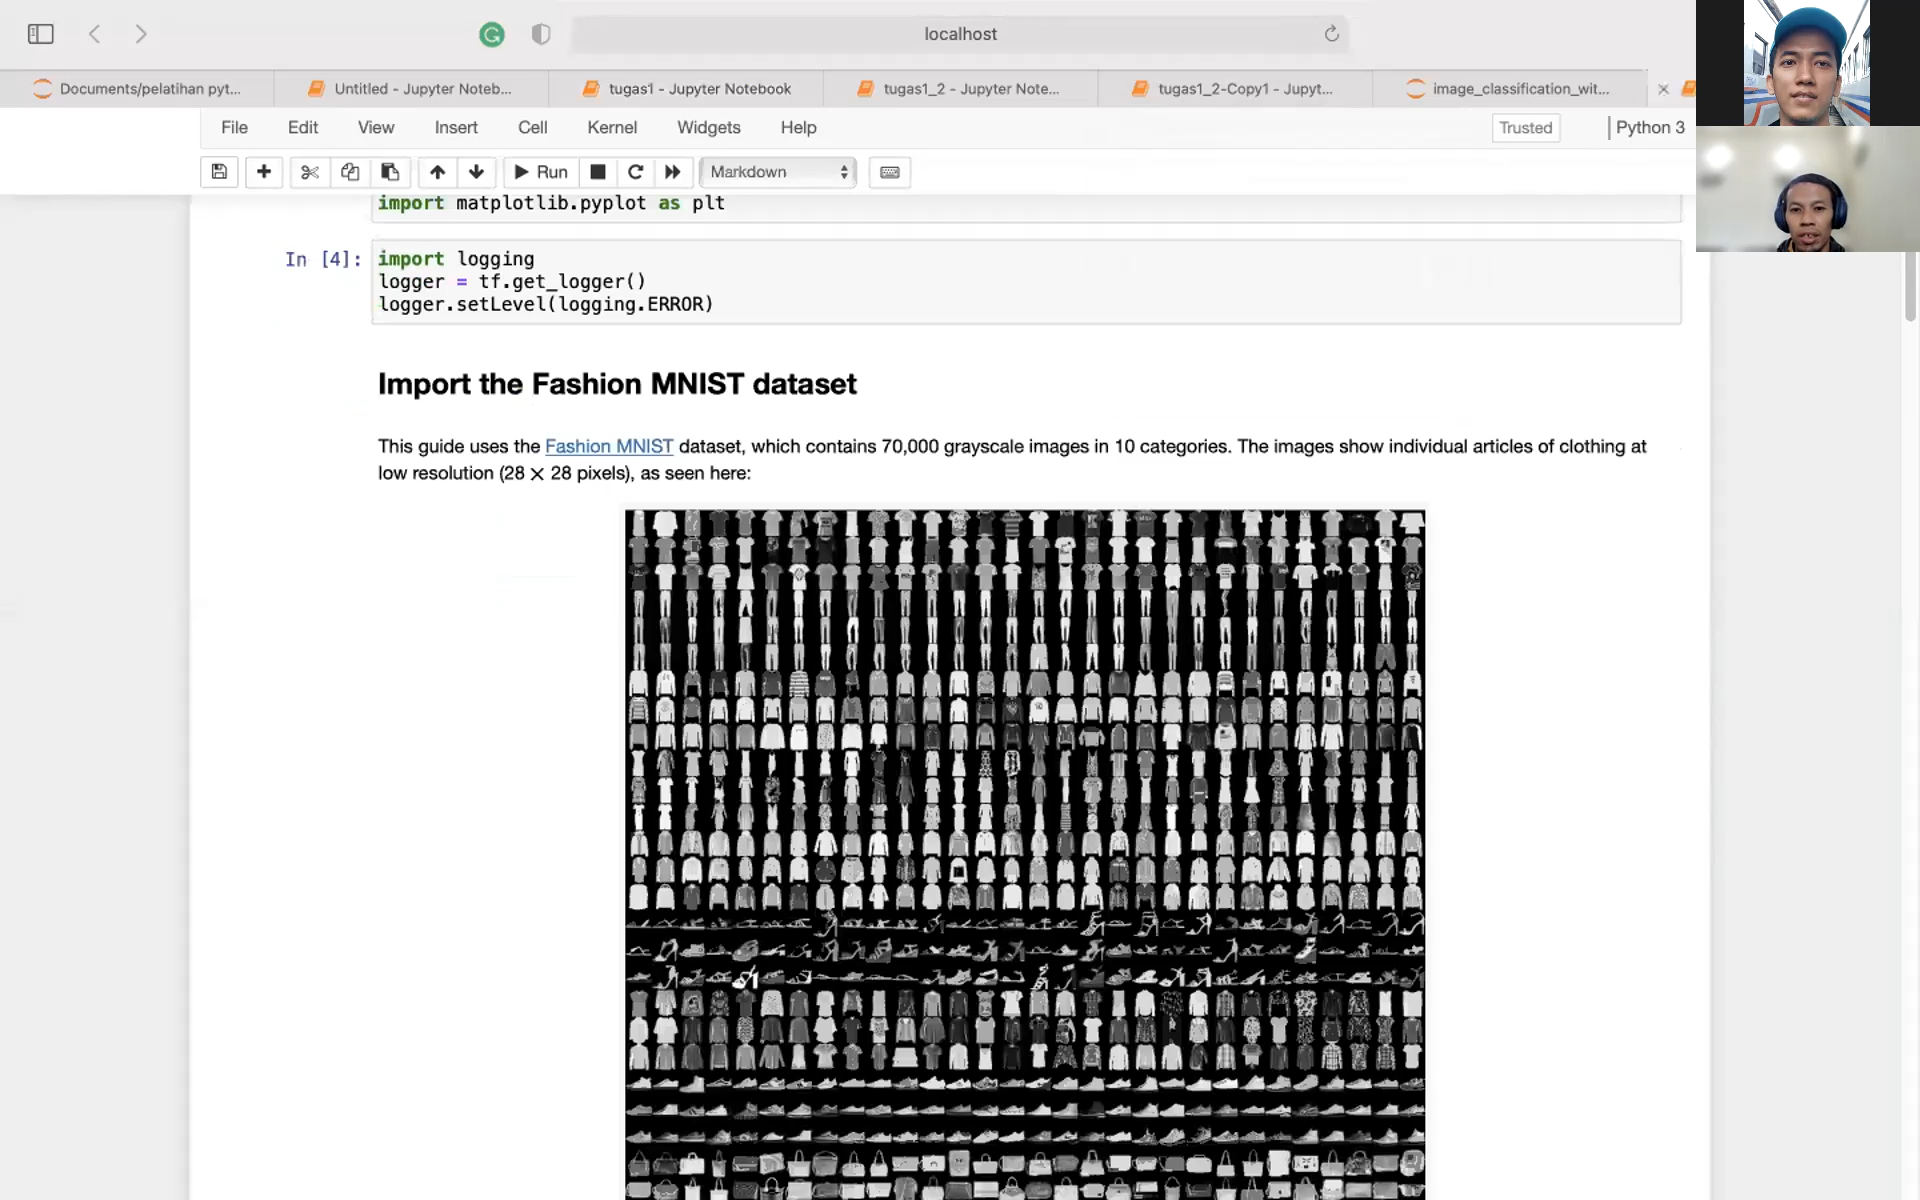 localhost
Documents/pelatihan pyt...
Untitled - Jupyter Noteb...
tugas1 - Jupyter Notebook
tugas1_2 - Jupyter Note...
tugas1_2-Copy1 - Jupyt...
image_classification_wit...
File Edit View Insert Cell Kernel Widgets Help
Trusted
Python 3
Run
Markdown
import matplotlib.pyplot as plt
In [4]:
import logging
logger = tf.get_logger()
logger.setLevel(logging.ERROR)
Import the Fashion MNIST dataset
This guide uses the Fashion MNIST dataset, which contains 70,000 grayscale images in 10 categories. The images show individual articles of clothing at
low resolution (28 × 28 pixels), as seen here: